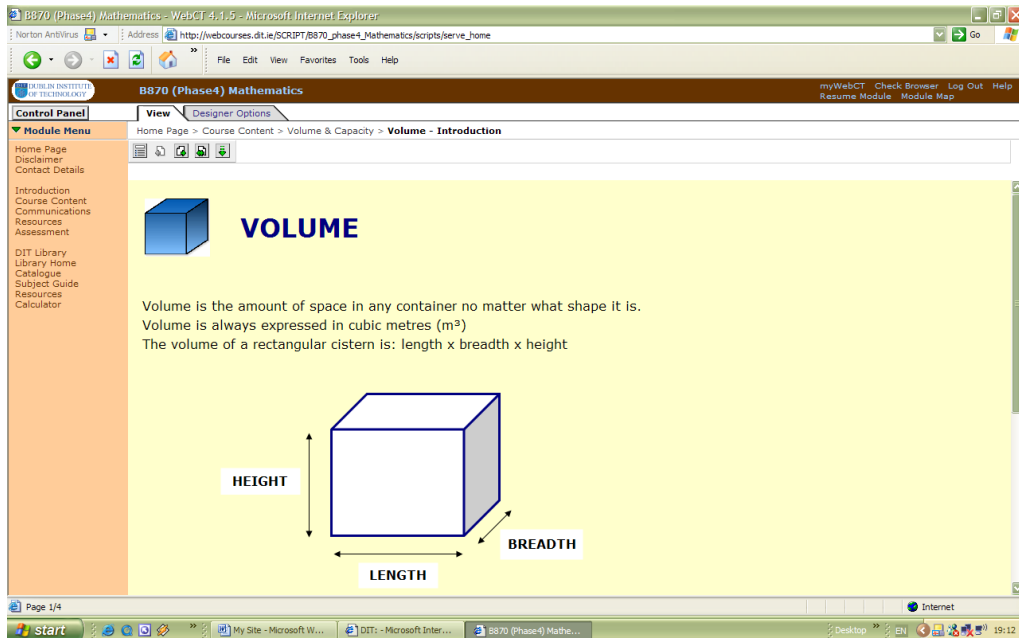 B870 (Phase4) Mathematics - WebCT 4.1.5 - Microsoft Internet Explorer
Norton AntiVirus Address http://webcourses.dit.ie/SCRIPT/B870_phase4_Mathematics/scripts/serve_home Go
File Edit View Favorites Tools Help
DUBLIN INSTITUTE
OF TECHNOLOGY
B870 (Phase4) Mathematics
myWebCT Check Browser Log Out Help
Resume Module Module Map
Control Panel View Designer Options
Module Menu
Home Page > Course Content > Volume & Capacity > Volume - Introduction
Home Page
Disclaimer
Contact Details
Introduction
Course Content
Communications
Resources
Assessment
DIT Library
Library Home
Catalogue
Subject Guide
Resources
Calculator
VOLUME
Volume is the amount of space in any container no matter what shape it is.
Volume is always expressed in cubic metres (m³)
The volume of a rectangular cistern is: length x breadth x height
HEIGHT
BREADTH
LENGTH
Page 1/4 Internet
start My Site - Microsoft W... DIT: - Microsoft Inter... B870 (Phase4) Mathe... Desktop EN 19:12